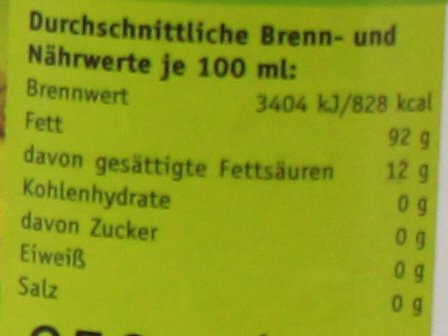 Durchschnittliche Brenn- und
Nährwerte je 100 ml:
Brennwert 3404 kJ/828 kcal
Fett 92 g
davon gesättigte Fettsäuren 12 g
Kohlenhydrate 0 g
davon Zucker 0 g
Eiweiß 0 g
Salz 0 g